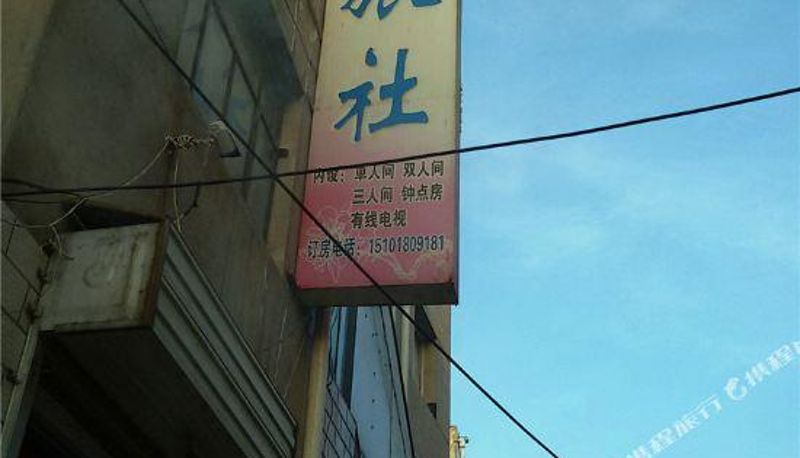 旅
社
内设：单人间 双人间
三人间 钟点房
有线电视
订房电话：15101809181
携程旅行